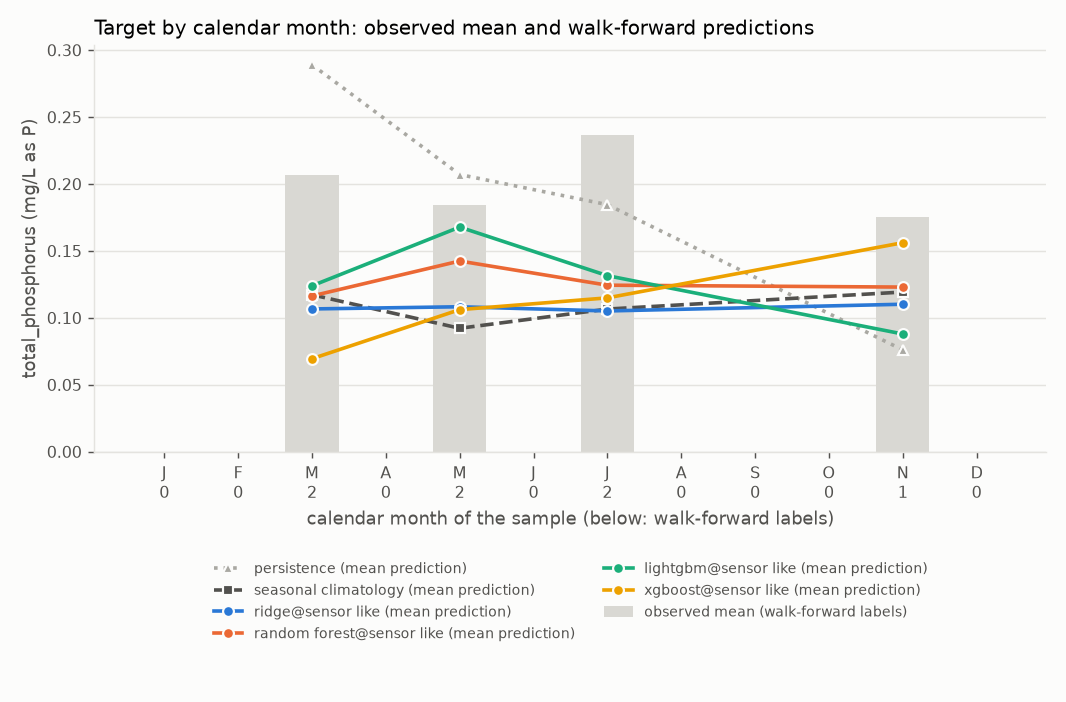 Target by calendar month: observed mean and walk-forward predictions
total_phosphorus (mg/L as P)
0.30
0.25
0.20
0.15
0.10
0.05
0.00
J F M A M J J A S O N D
0 0 2 0 2 0 2 0 0 0 1 0
calendar month of the sample (below: walk-forward labels)
persistence (mean prediction)
seasonal climatology (mean prediction)
ridge@sensor like (mean prediction)
random forest@sensor like (mean prediction)
lightgbm@sensor like (mean prediction)
xgboost@sensor like (mean prediction)
observed mean (walk-forward labels)